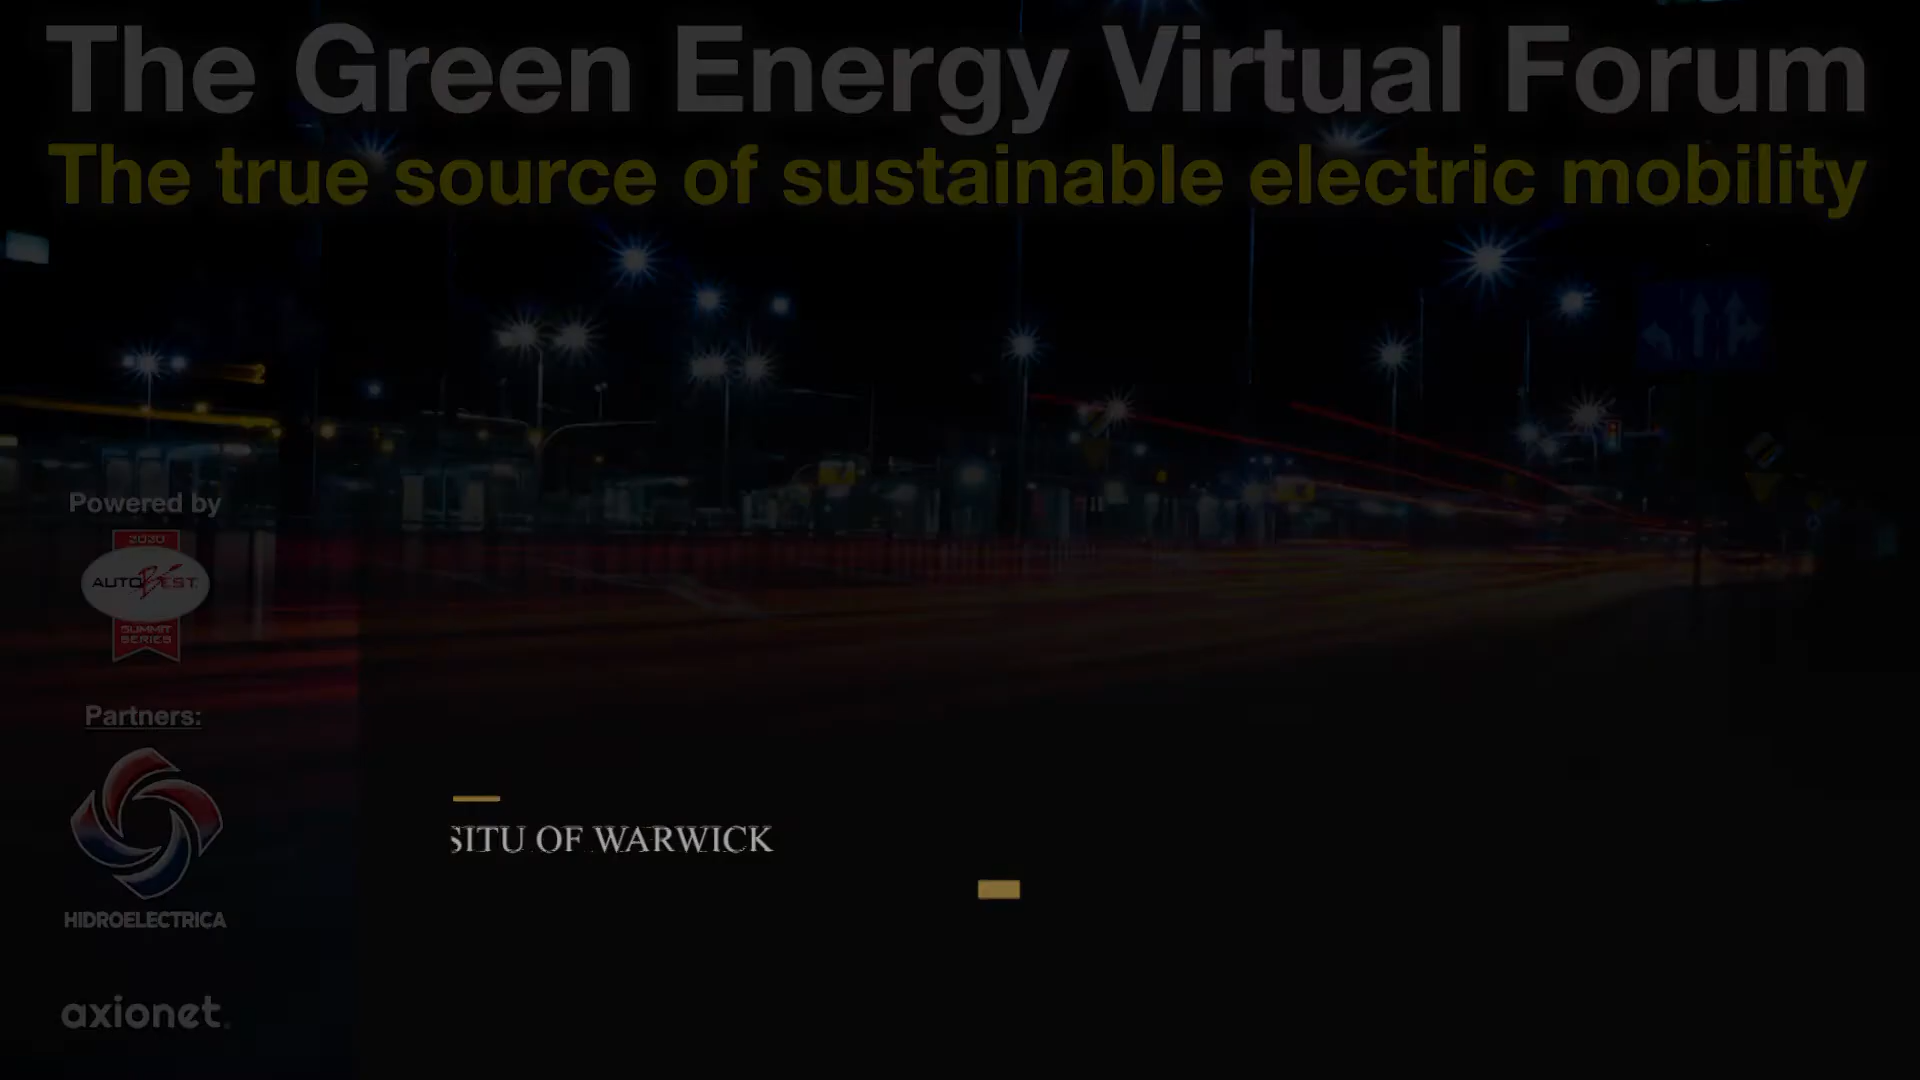 The Green Energy Virtual Forum
The true source of sustainable electric mobility
Powered by
2030
AUTOBEST
SUMMIT
SERIES
Partners:
HIDROELECTRICA
axionet
SITU OF WARWICK